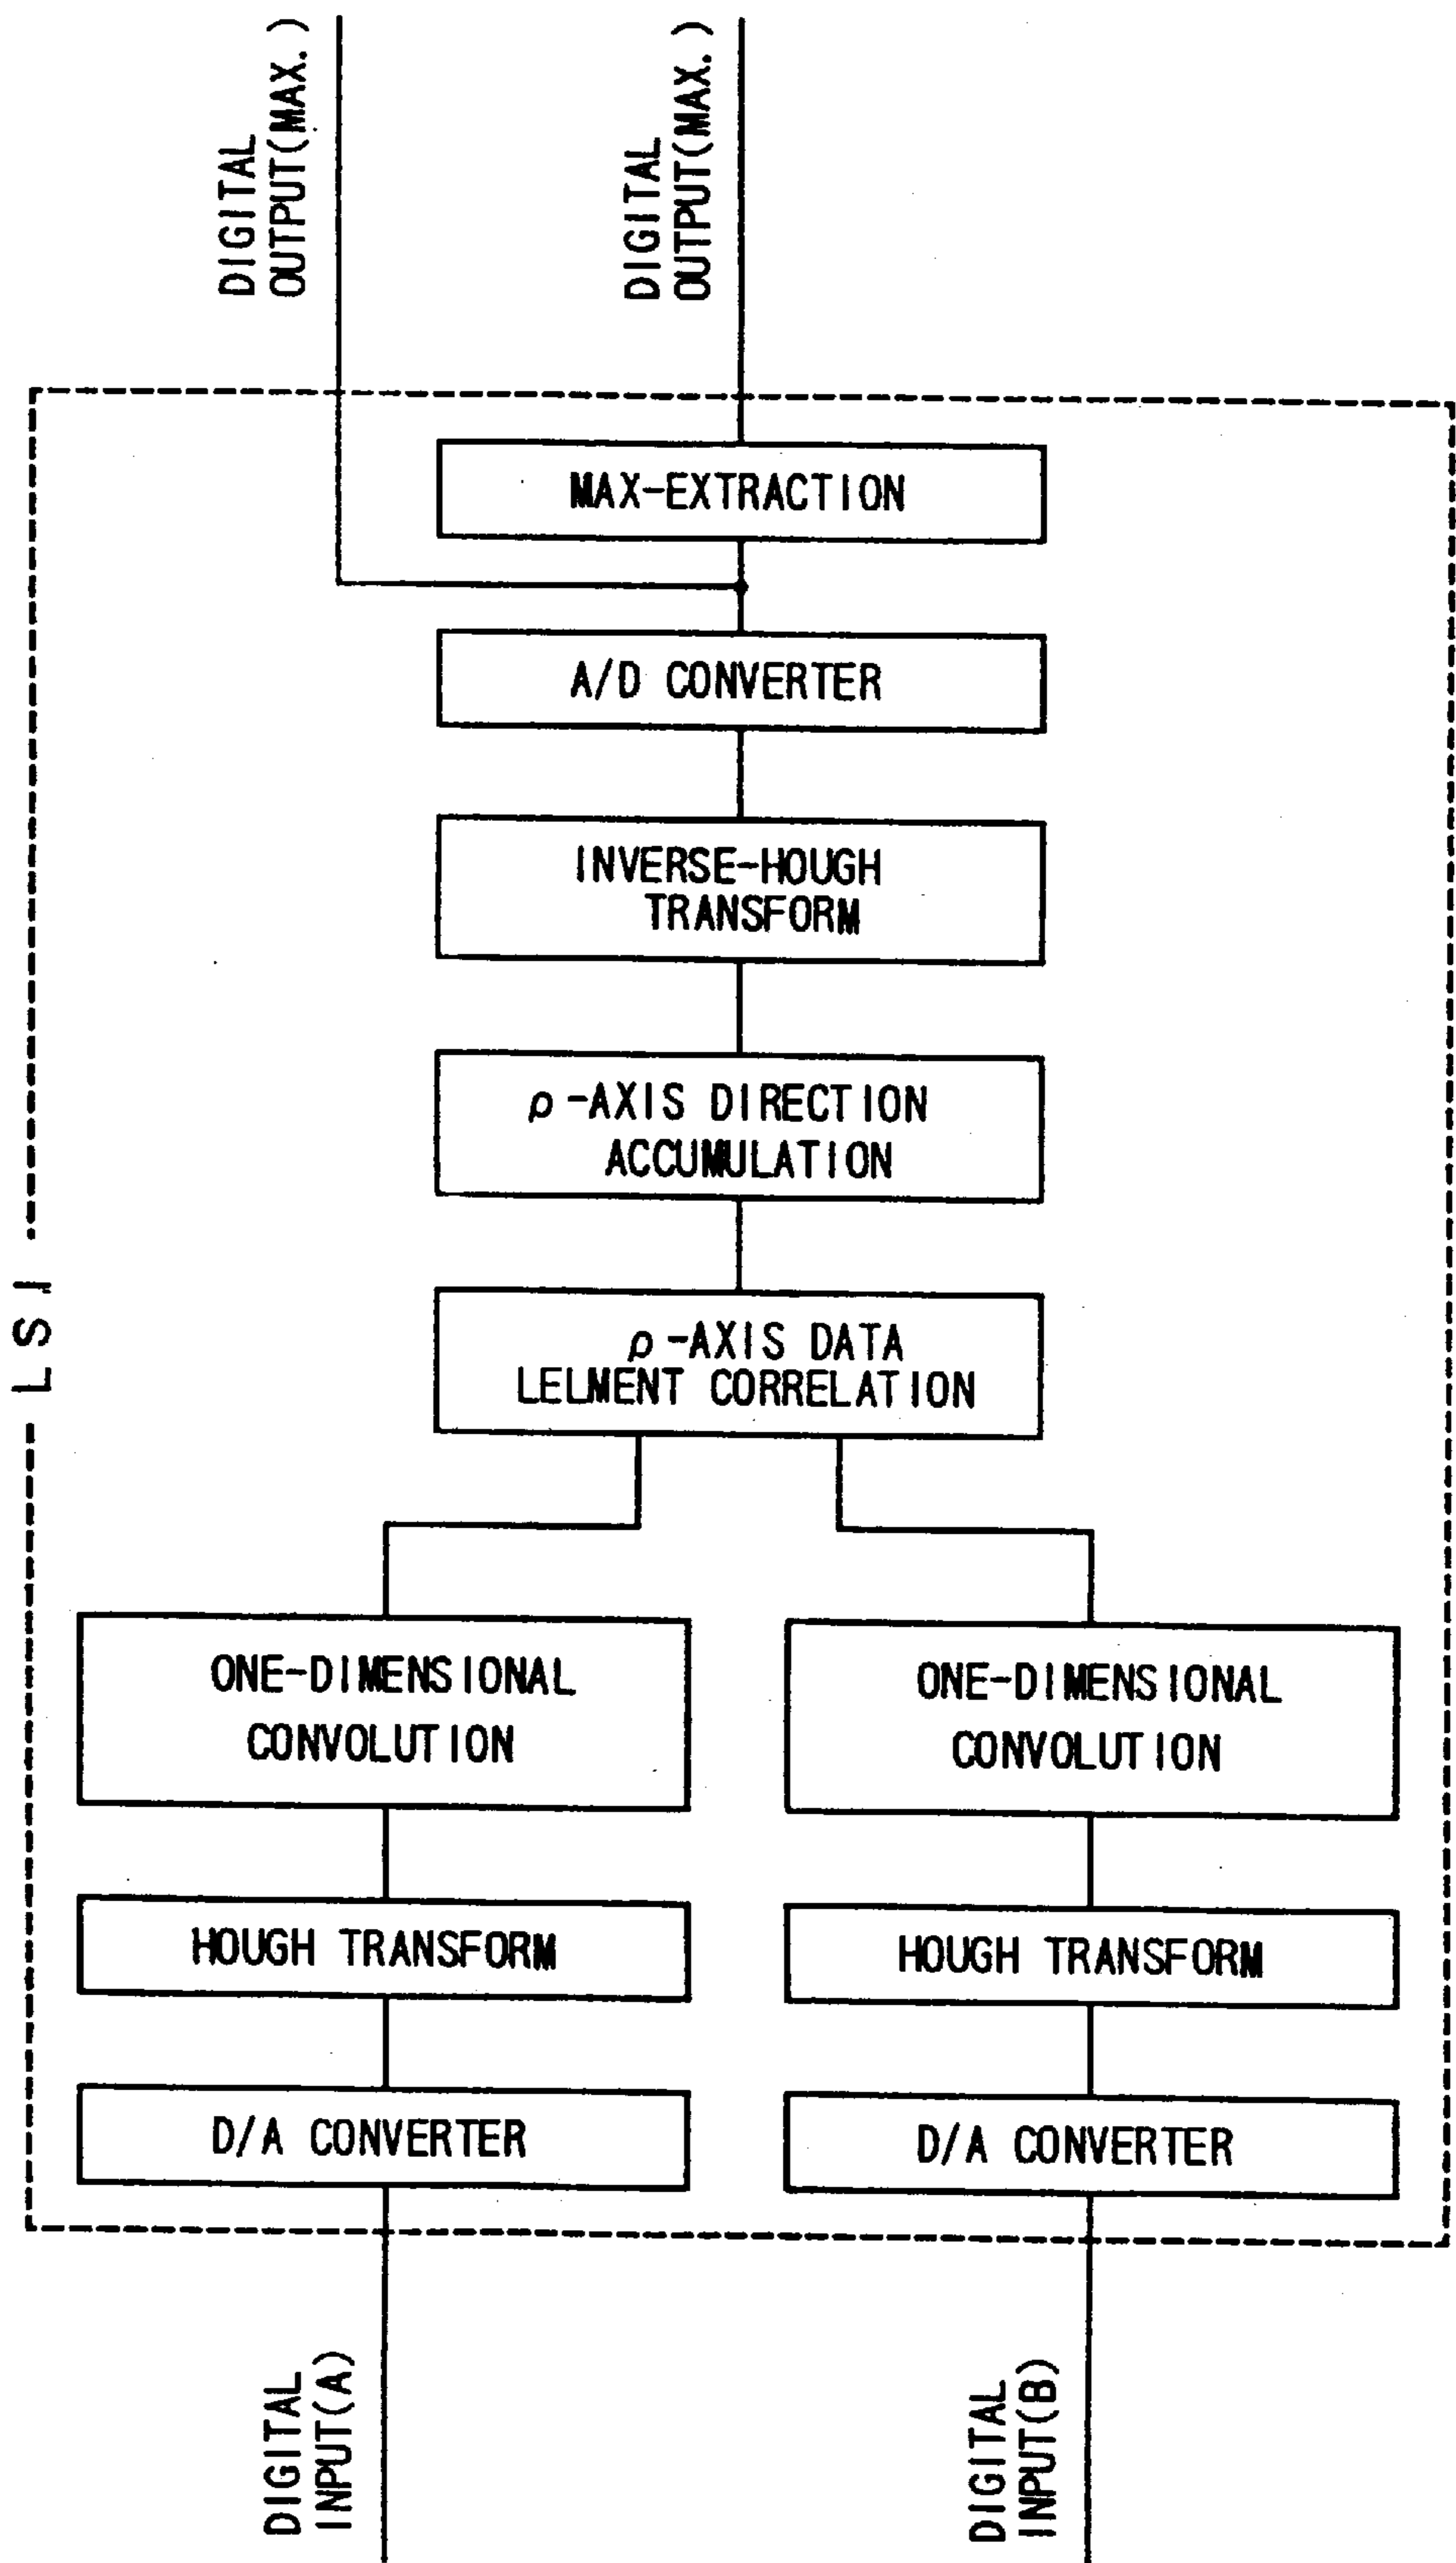 DIGITAL
OUTPUT(MAX.)
DIGITAL
OUTPUT(MAX.)
MAX-EXTRACTION
A/D CONVERTER
INVERSE-HOUGH
TRANSFORM
ρ-AXIS DIRECTION
ACCUMULATION
LSI
ρ-AXIS DATA
LELMENT CORRELATION
ONE-DIMENSIONAL
CONVOLUTION
ONE-DIMENSIONAL
CONVOLUTION
HOUGH TRANSFORM
HOUGH TRANSFORM
D/A CONVERTER
D/A CONVERTER
DIGITAL
INPUT(A)
DIGITAL
INPUT(B)